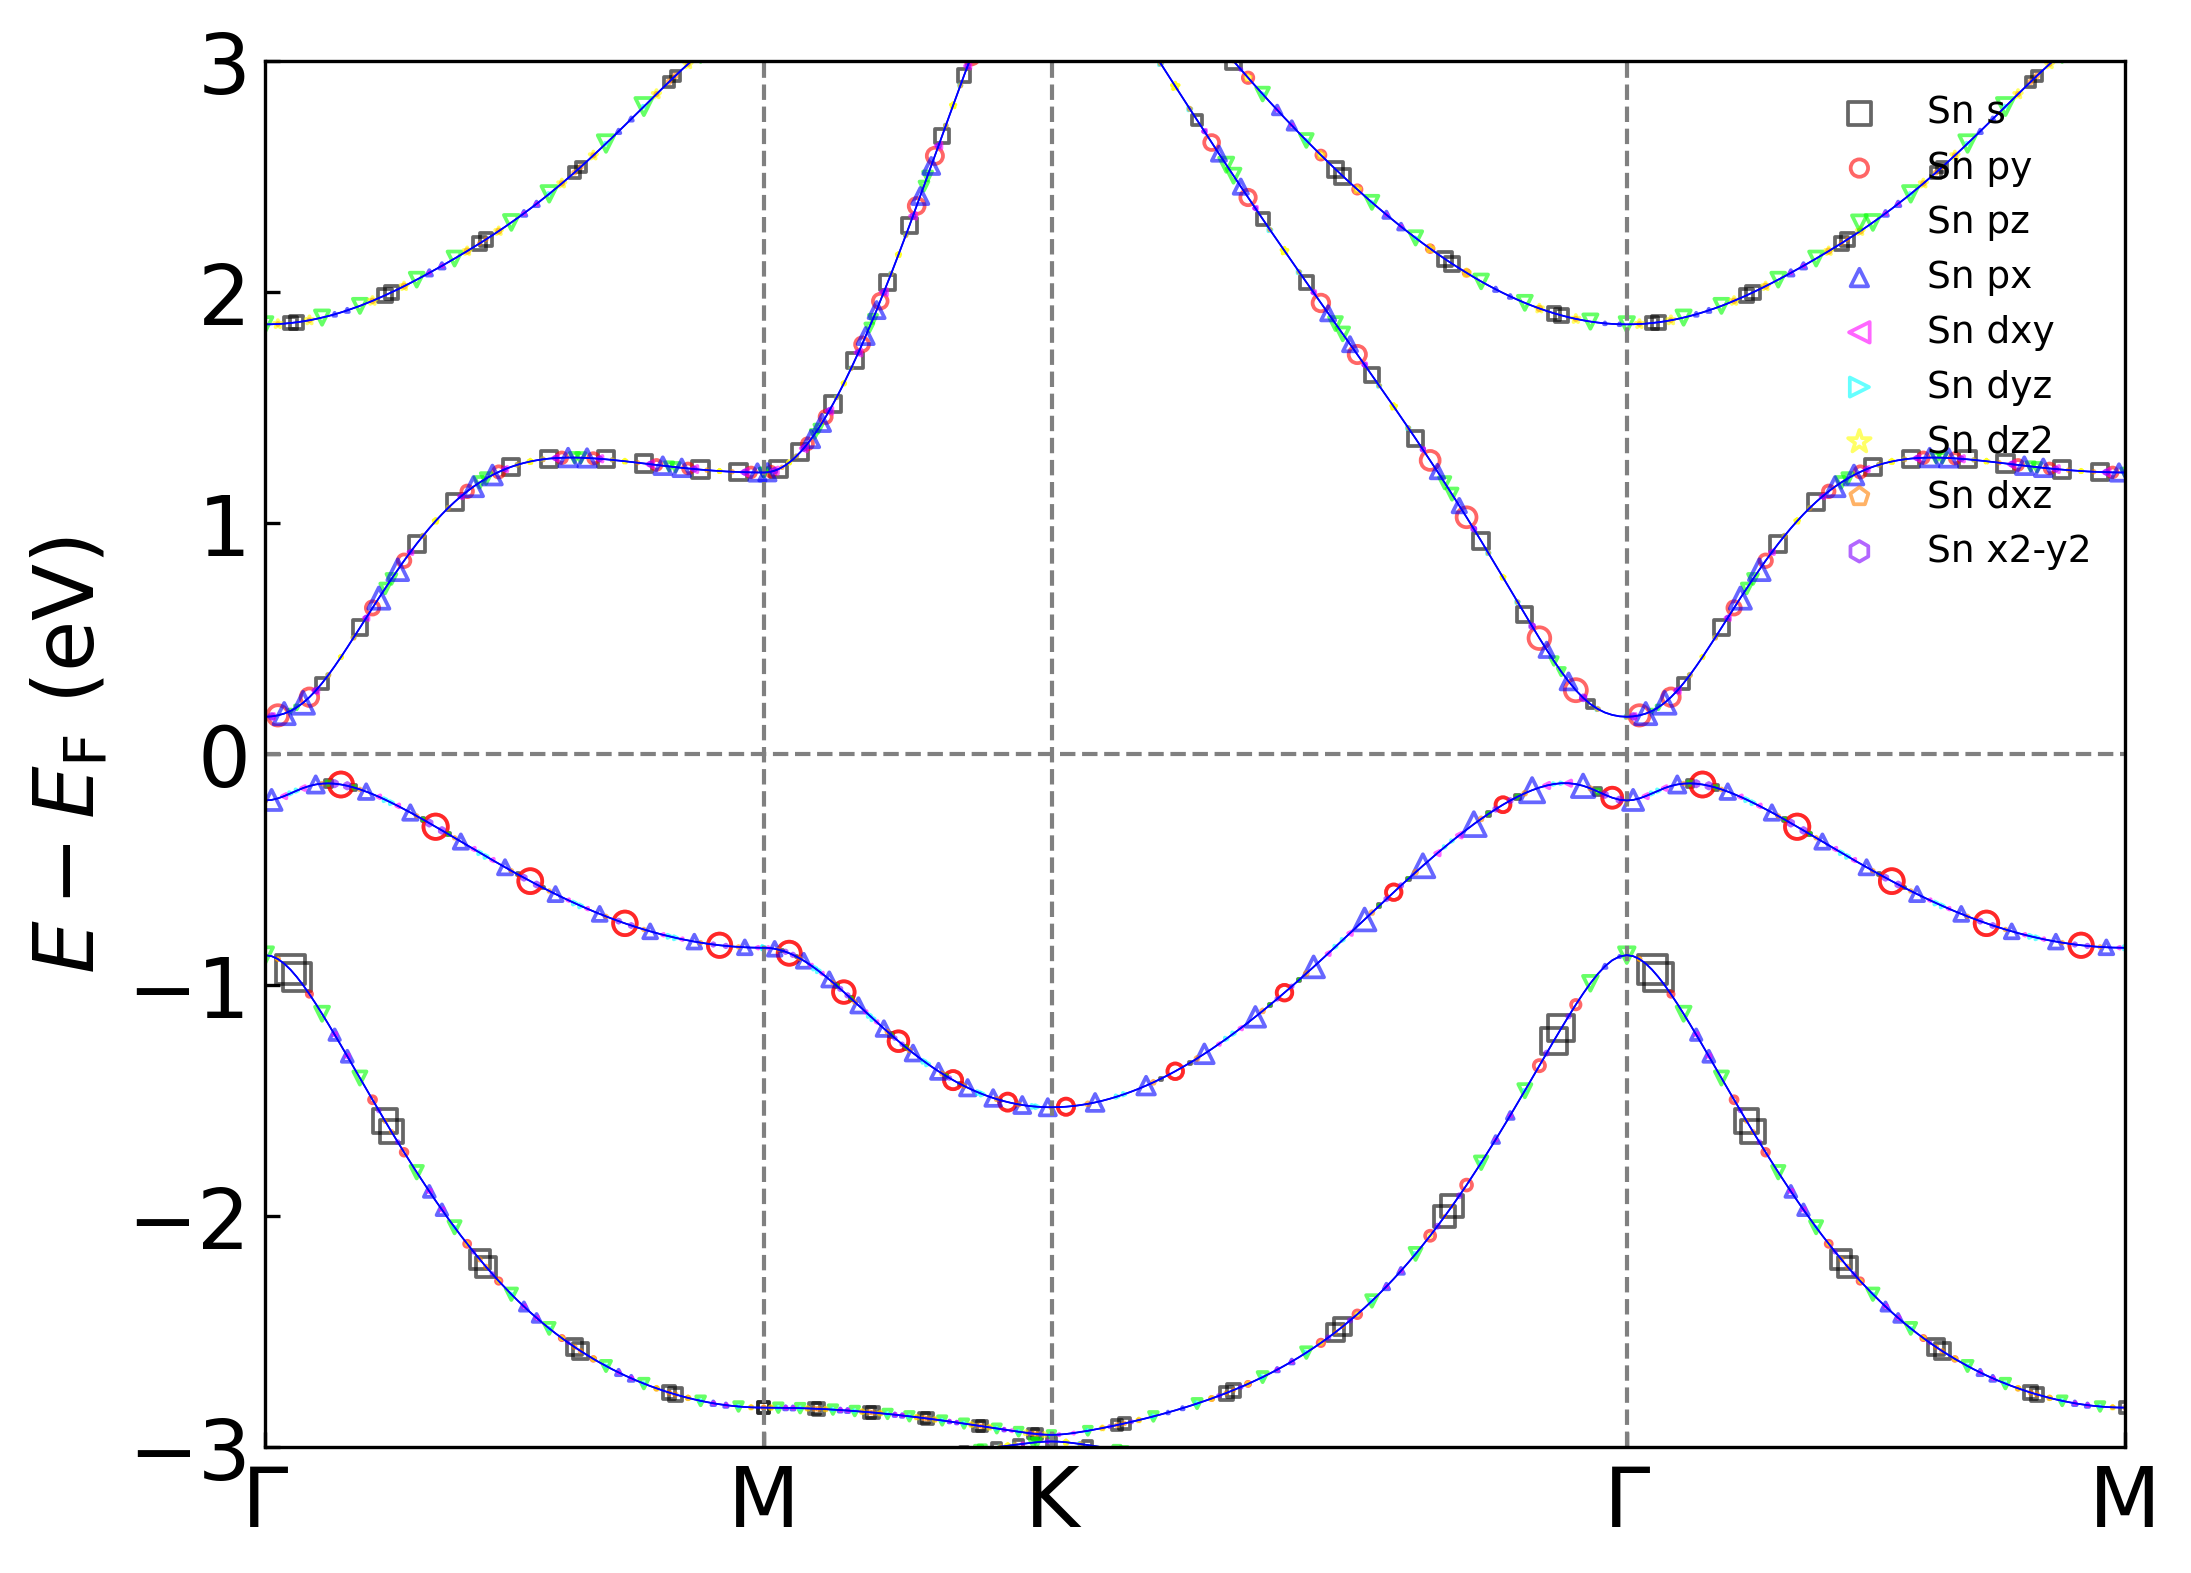 3
2
1
0
−1
−2
−3
E − E_F (eV)
Sn s
Sn py
Sn pz
Sn px
Sn dxy
Sn dyz
Sn dz2
Sn dxz
Sn x2-y2
Γ M K Γ M